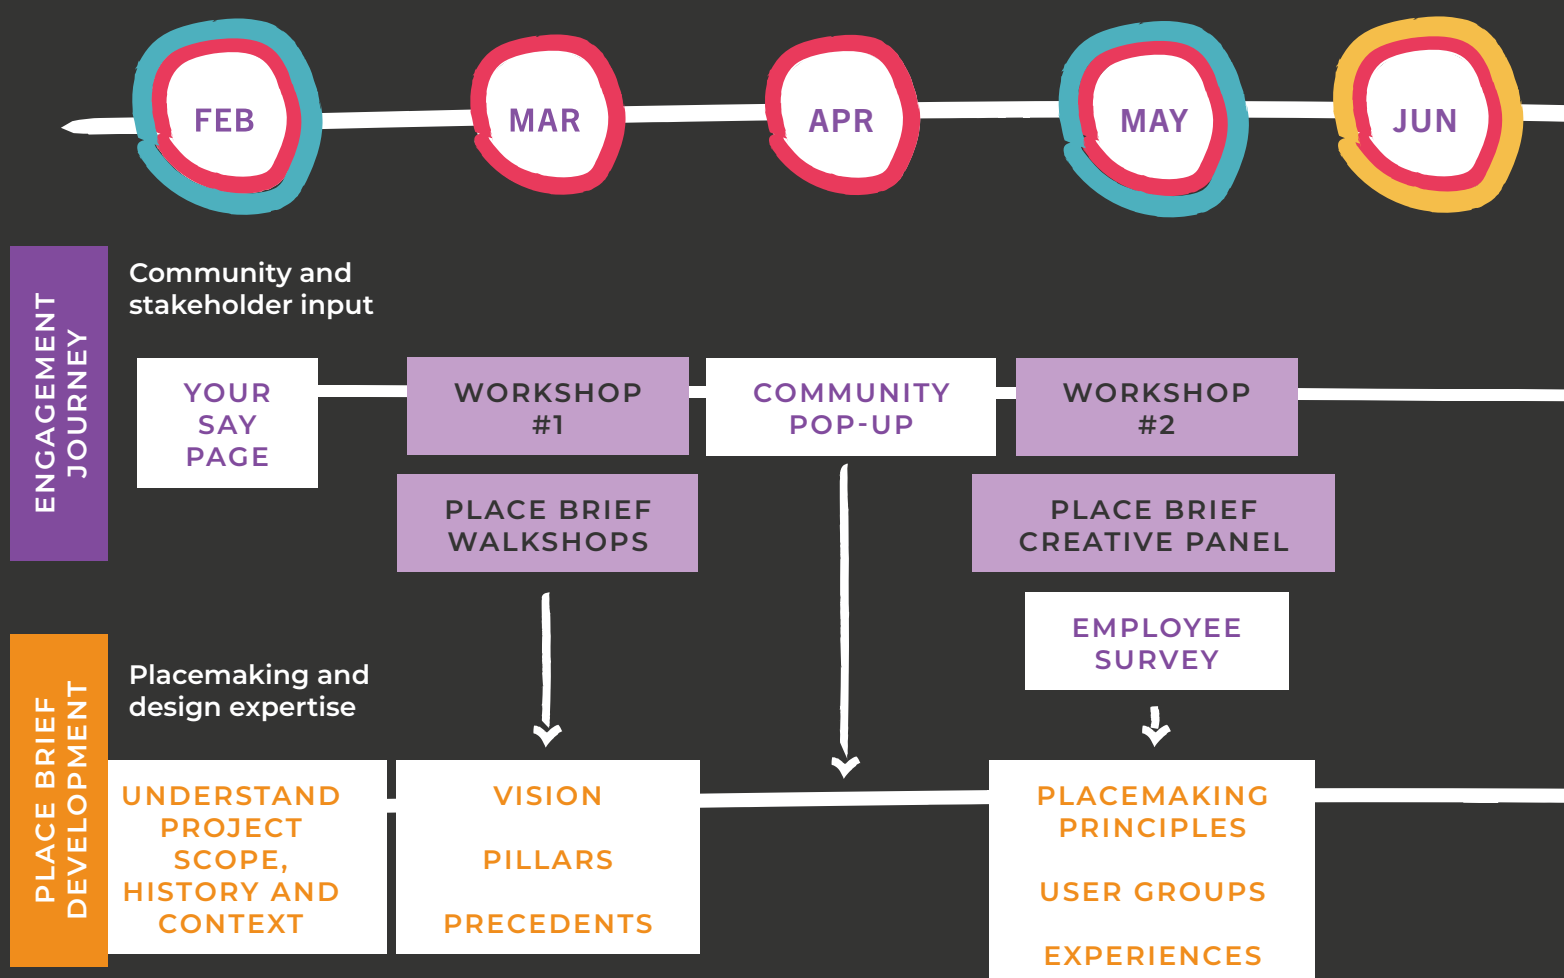 FEB
MAR
APR
MAY
JUN
ENGAGEMENT
JOURNEY
Community and
stakeholder input
YOUR
SAY
PAGE
WORKSHOP
#1
COMMUNITY
POP-UP
WORKSHOP
#2
PLACE BRIEF
WALKSHOPS
PLACE BRIEF
CREATIVE PANEL
EMPLOYEE
SURVEY
PLACE BRIEF
DEVELOPMENT
Placemaking and
design expertise
UNDERSTAND
PROJECT
SCOPE,
HISTORY AND
CONTEXT
VISION
PILLARS
PRECEDENTS
PLACEMAKING
PRINCIPLES
USER GROUPS
EXPERIENCES